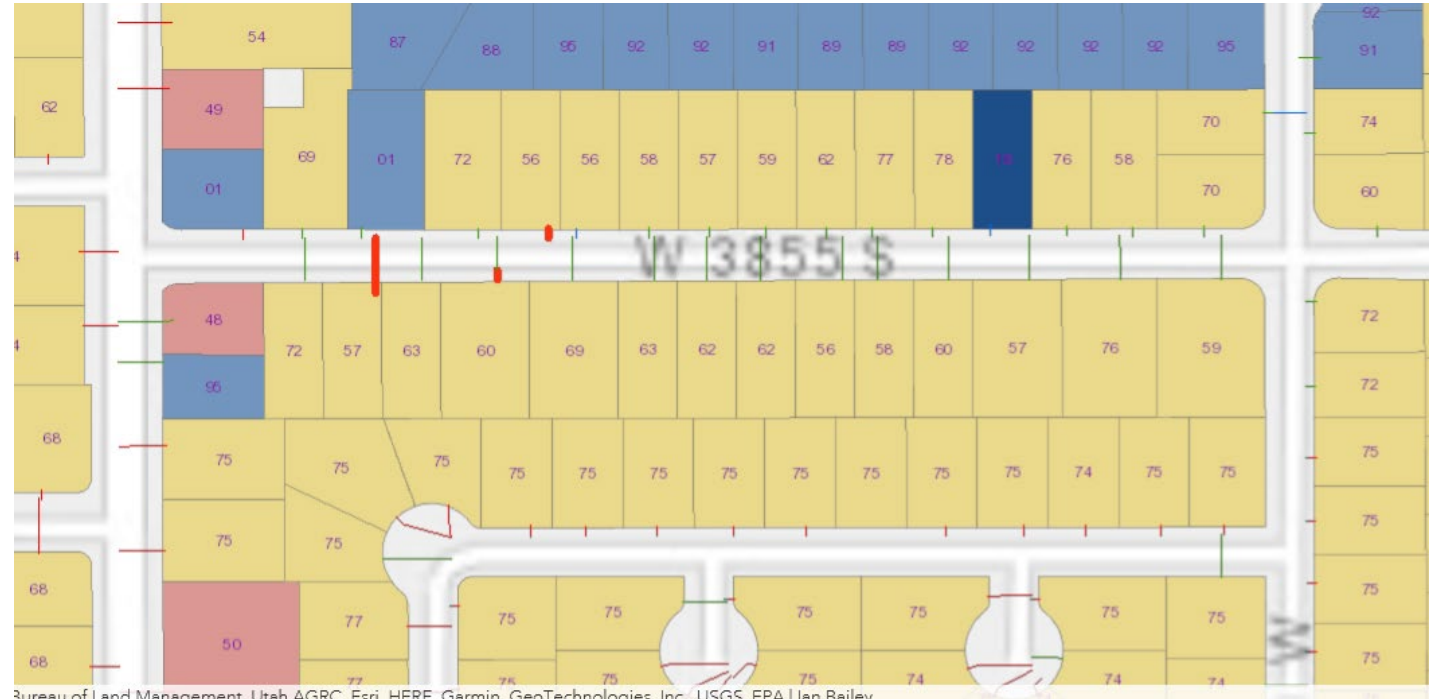 54 87 88 95 92 92 91 89 89 92 92 92 92 95 92
91
62 49 69 01 72 56 56 58 57 59 62 77 78 76 58 70 74
01 70 60
W 3855 S
48 72 57 63 60 69 63 62 62 56 58 60 57 76 59 72
95 72
68 75 75 75 75 75 75 75 75 75 75 75 74 75 75 75
75 75 75
68 77 75 75 75 75 75 75 75
50 W
68 77 75 75 75 74 74 75
Bureau of Land Management, Utah AGRC, Esri, HERE, Garmin, GeoTechnologies, Inc., USGS, EPA | Jan Bailey